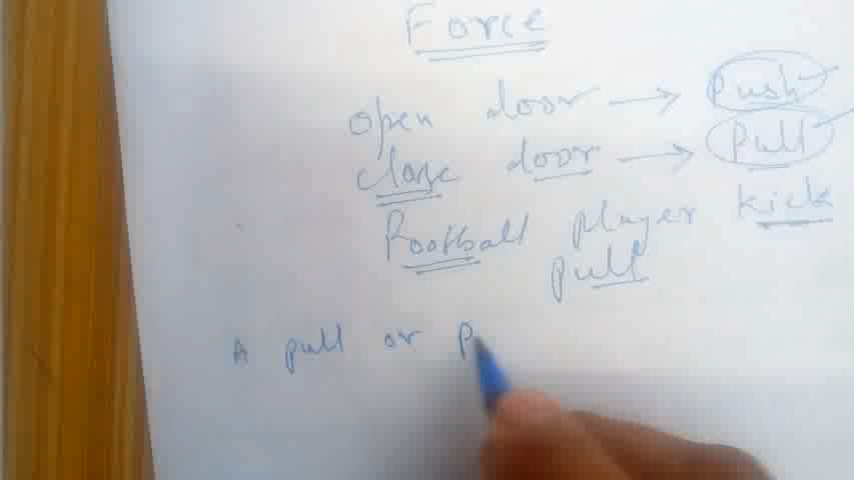 Force
open door → Push
close door → Pull
Football player kick
pull
A pull or P